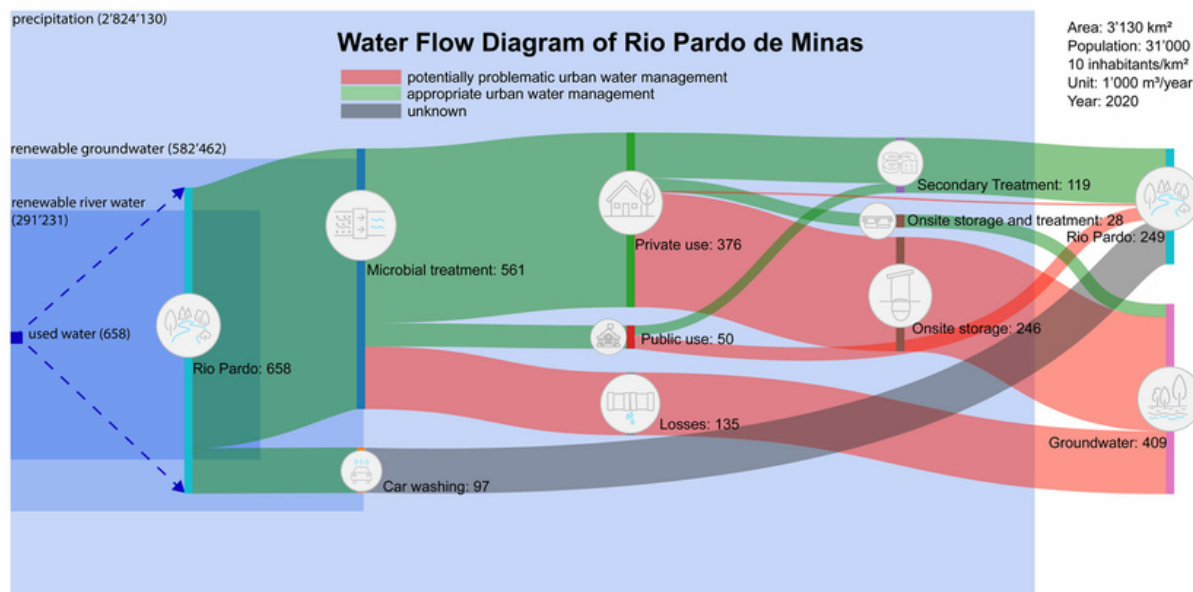 precipitation (2'824'130)
Water Flow Diagram of Rio Pardo de Minas
potentially problematic urban water management
appropriate urban water management
unknown
Area: 3'130 km²
Population: 31'000
10 inhabitants/km²
Unit: 1'000 m³/year
Year: 2020
renewable groundwater (582'462)
renewable river water
(291'231)
used water (658)
Rio Pardo: 658
Microbial treatment: 561
Car washing: 97
Private use: 376
Public use: 50
Losses: 135
Secondary Treatment: 119
Onsite storage and treatment: 28
Onsite storage: 246
Rio Pardo: 249
Groundwater: 409